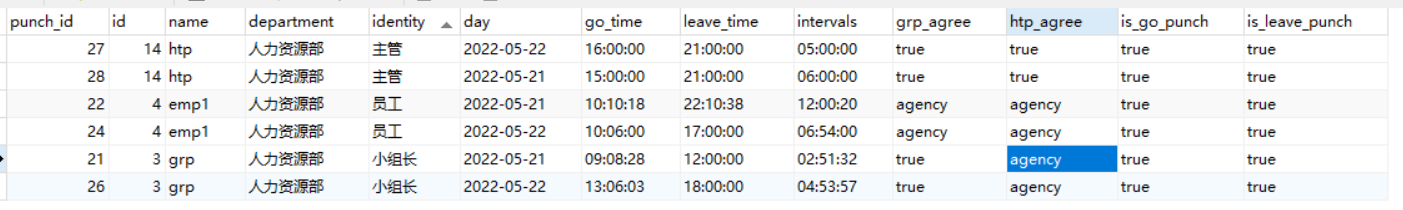 punch_id id name department identity day go_time leave_time intervals grp_agree htp_agree is_go_punch is_leave_punch
27 14 htp 人力资源部 主管 2022-05-22 16:00:00 21:00:00 05:00:00 true true true true
28 14 htp 人力资源部 主管 2022-05-21 15:00:00 21:00:00 06:00:00 true true true true
22 4 emp1 人力资源部 员工 2022-05-21 10:10:18 22:10:38 12:00:20 agency agency true true
24 4 emp1 人力资源部 员工 2022-05-22 10:06:00 17:00:00 06:54:00 agency agency true true
21 3 grp 人力资源部 小组长 2022-05-21 09:08:28 12:00:00 02:51:32 true agency true true
26 3 grp 人力资源部 小组长 2022-05-22 13:06:03 18:00:00 04:53:57 true agency true true